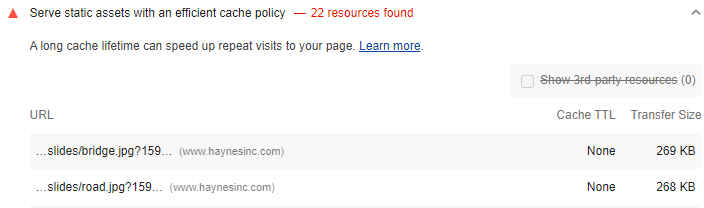 Serve static assets with an efficient cache policy — 22 resources found
A long cache lifetime can speed up repeat visits to your page. Learn more.
Show 3rd-party resources (0)
URL Cache TTL Transfer Size
…slides/bridge.jpg?159… (www.haynesinc.com) None 269 KB
…slides/road.jpg?159… (www.haynesinc.com) None 268 KB